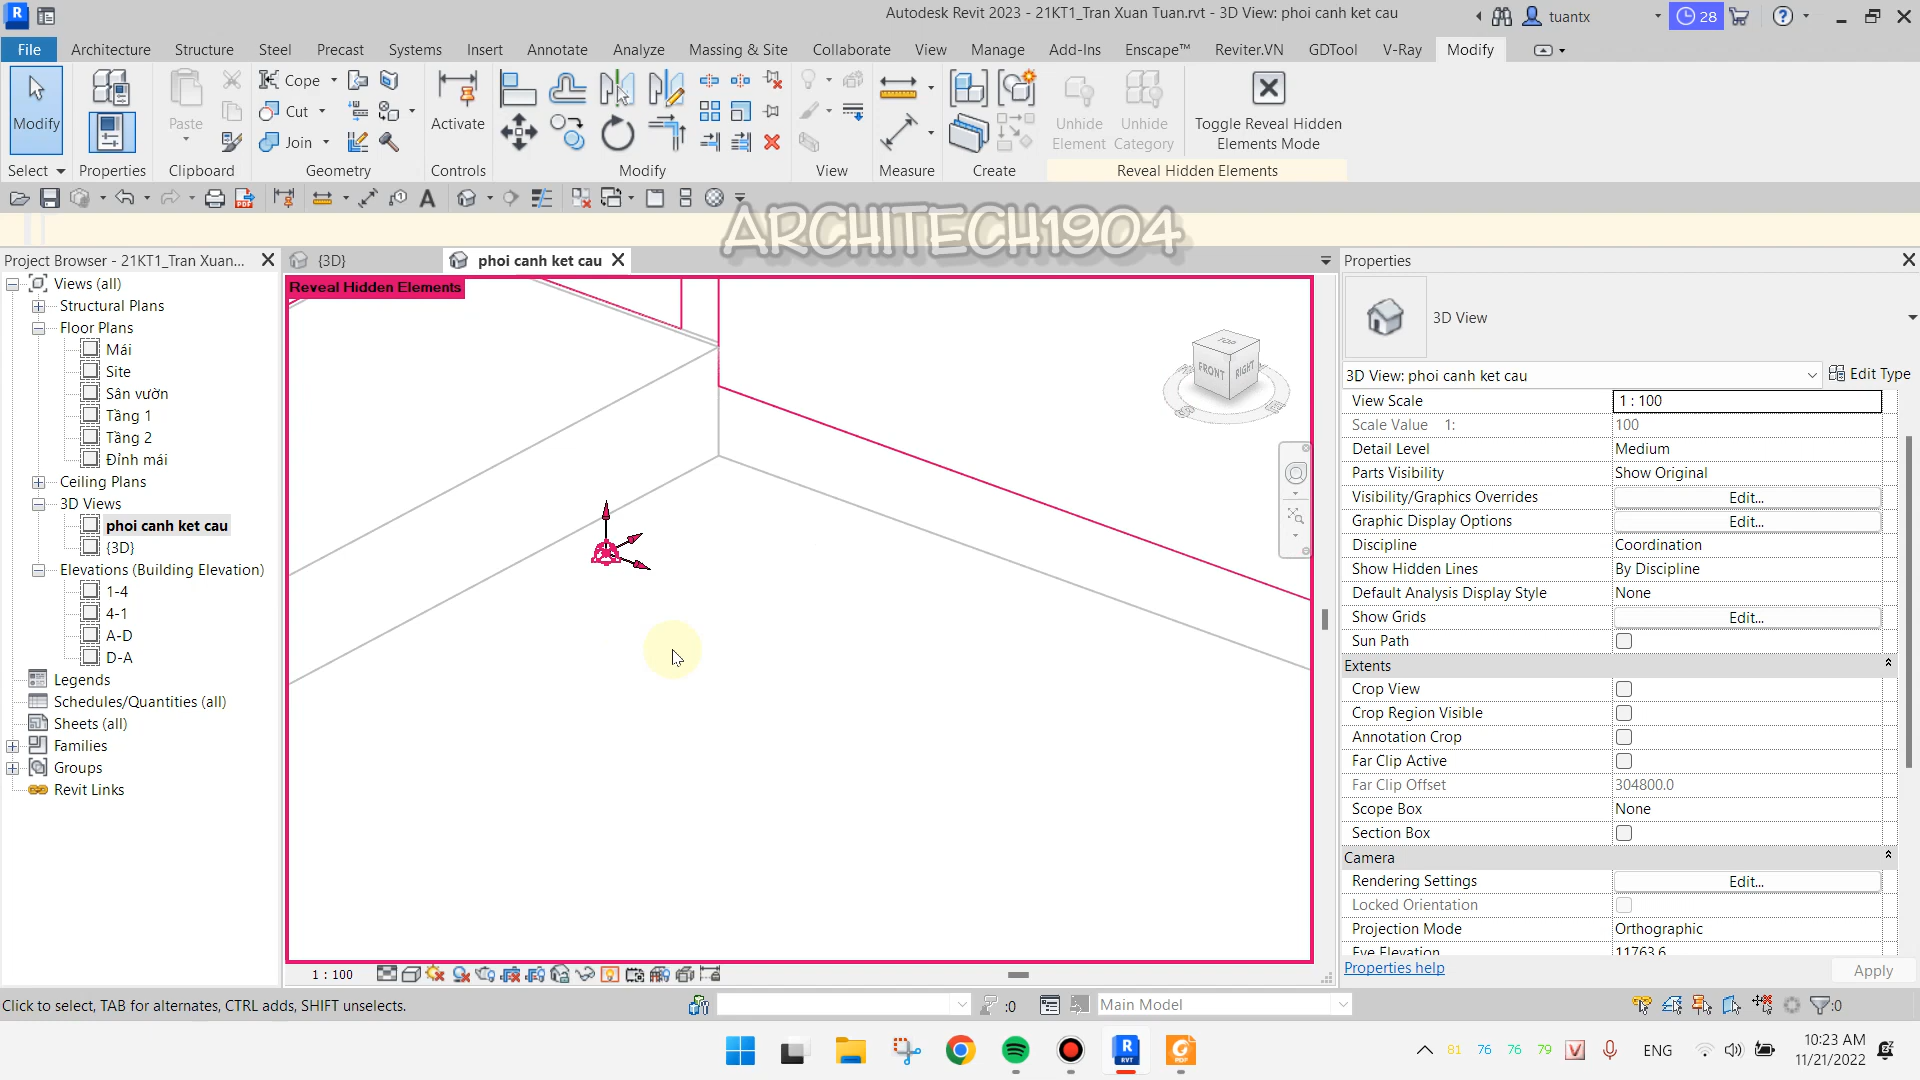 Autodesk Revit 2023 - 21KT1_Tran Xuan Tuan.rvt - 3D View: phoi canh ket cau
tuantx
28
File Architecture Structure Steel Precast Systems Insert Annotate Analyze Massing & Site Collaborate View Manage Add-Ins Enscape™ Reviter.VN GDTool V-Ray Modify
Modify
Paste
Cope
Cut
Join
Activate
Unhide Element
Unhide Category
Toggle Reveal Hidden Elements Mode
Select Properties Clipboard Geometry Controls Modify View Measure Create Reveal Hidden Elements
ARCHITECH1904
Project Browser - 21KT1_Tran Xuan...
{3D}
phoi canh ket cau
Properties
Views (all)
Structural Plans
Floor Plans
Mái
Site
Sân vườn
Tầng 1
Tầng 2
Đỉnh mái
Ceiling Plans
3D Views
phoi canh ket cau
{3D}
Elevations (Building Elevation)
1-4
4-1
A-D
D-A
Legends
Schedules/Quantities (all)
Sheets (all)
Families
Groups
Revit Links
Reveal Hidden Elements
TOP
FRONT
RIGHT
3D View
3D View: phoi canh ket cau
Edit Type
View Scale 1 : 100
Scale Value 1: 100
Detail Level Medium
Parts Visibility Show Original
Visibility/Graphics Overrides Edit...
Graphic Display Options Edit...
Discipline Coordination
Show Hidden Lines By Discipline
Default Analysis Display Style None
Show Grids Edit...
Sun Path
Extents
Crop View
Crop Region Visible
Annotation Crop
Far Clip Active
Far Clip Offset 304800.0
Scope Box None
Section Box
Camera
Rendering Settings Edit...
Locked Orientation
Projection Mode Orthographic
Eye Elevation 11763.6
Properties help
Apply
1 : 100
Click to select, TAB for alternates, CTRL adds, SHIFT unselects.
:0
Main Model
:0
81 76 76 79
ENG
10:23 AM
11/21/2022